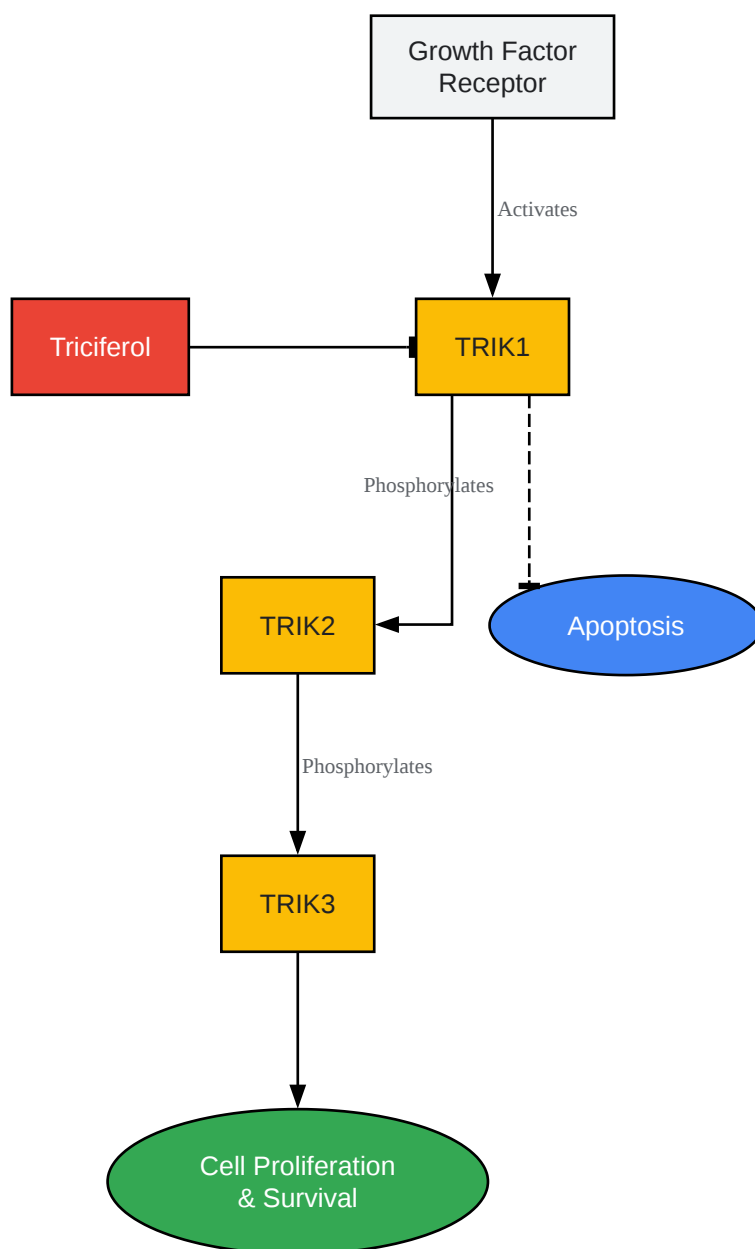 Growth Factor
Receptor
Activates
Triciferol
TRIK1
Phosphorylates
TRIK2
Apoptosis
Phosphorylates
TRIK3
Cell Proliferation
& Survival